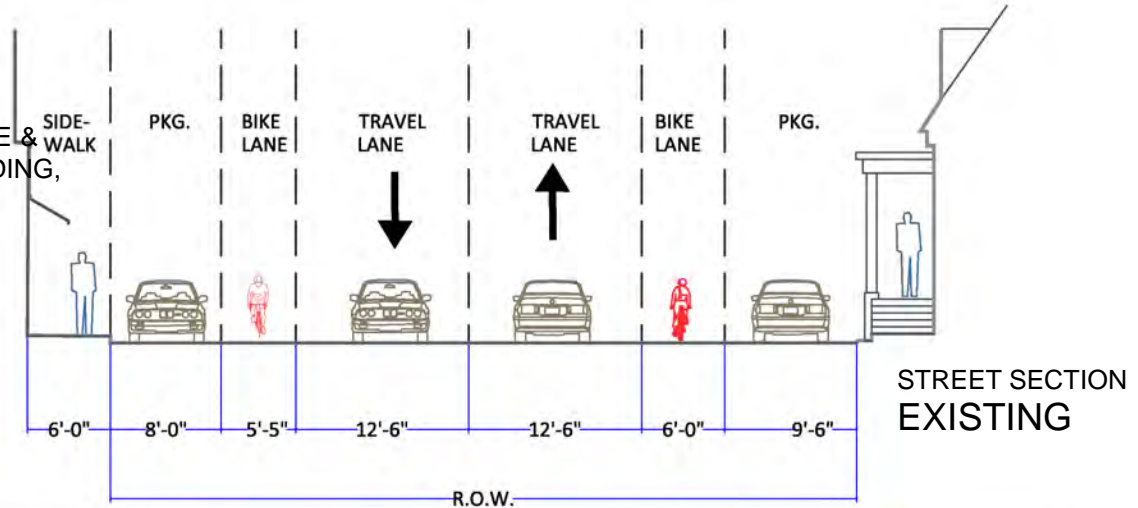 SIDE-
WALK
PKG.
BIKE
LANE
TRAVEL
LANE
TRAVEL
LANE
BIKE
LANE
PKG.
E &
DING,
6'-0"
8'-0"
5'-5"
12'-6"
12'-6"
6'-0"
9'-6"
R.O.W.
STREET SECTION
EXISTING